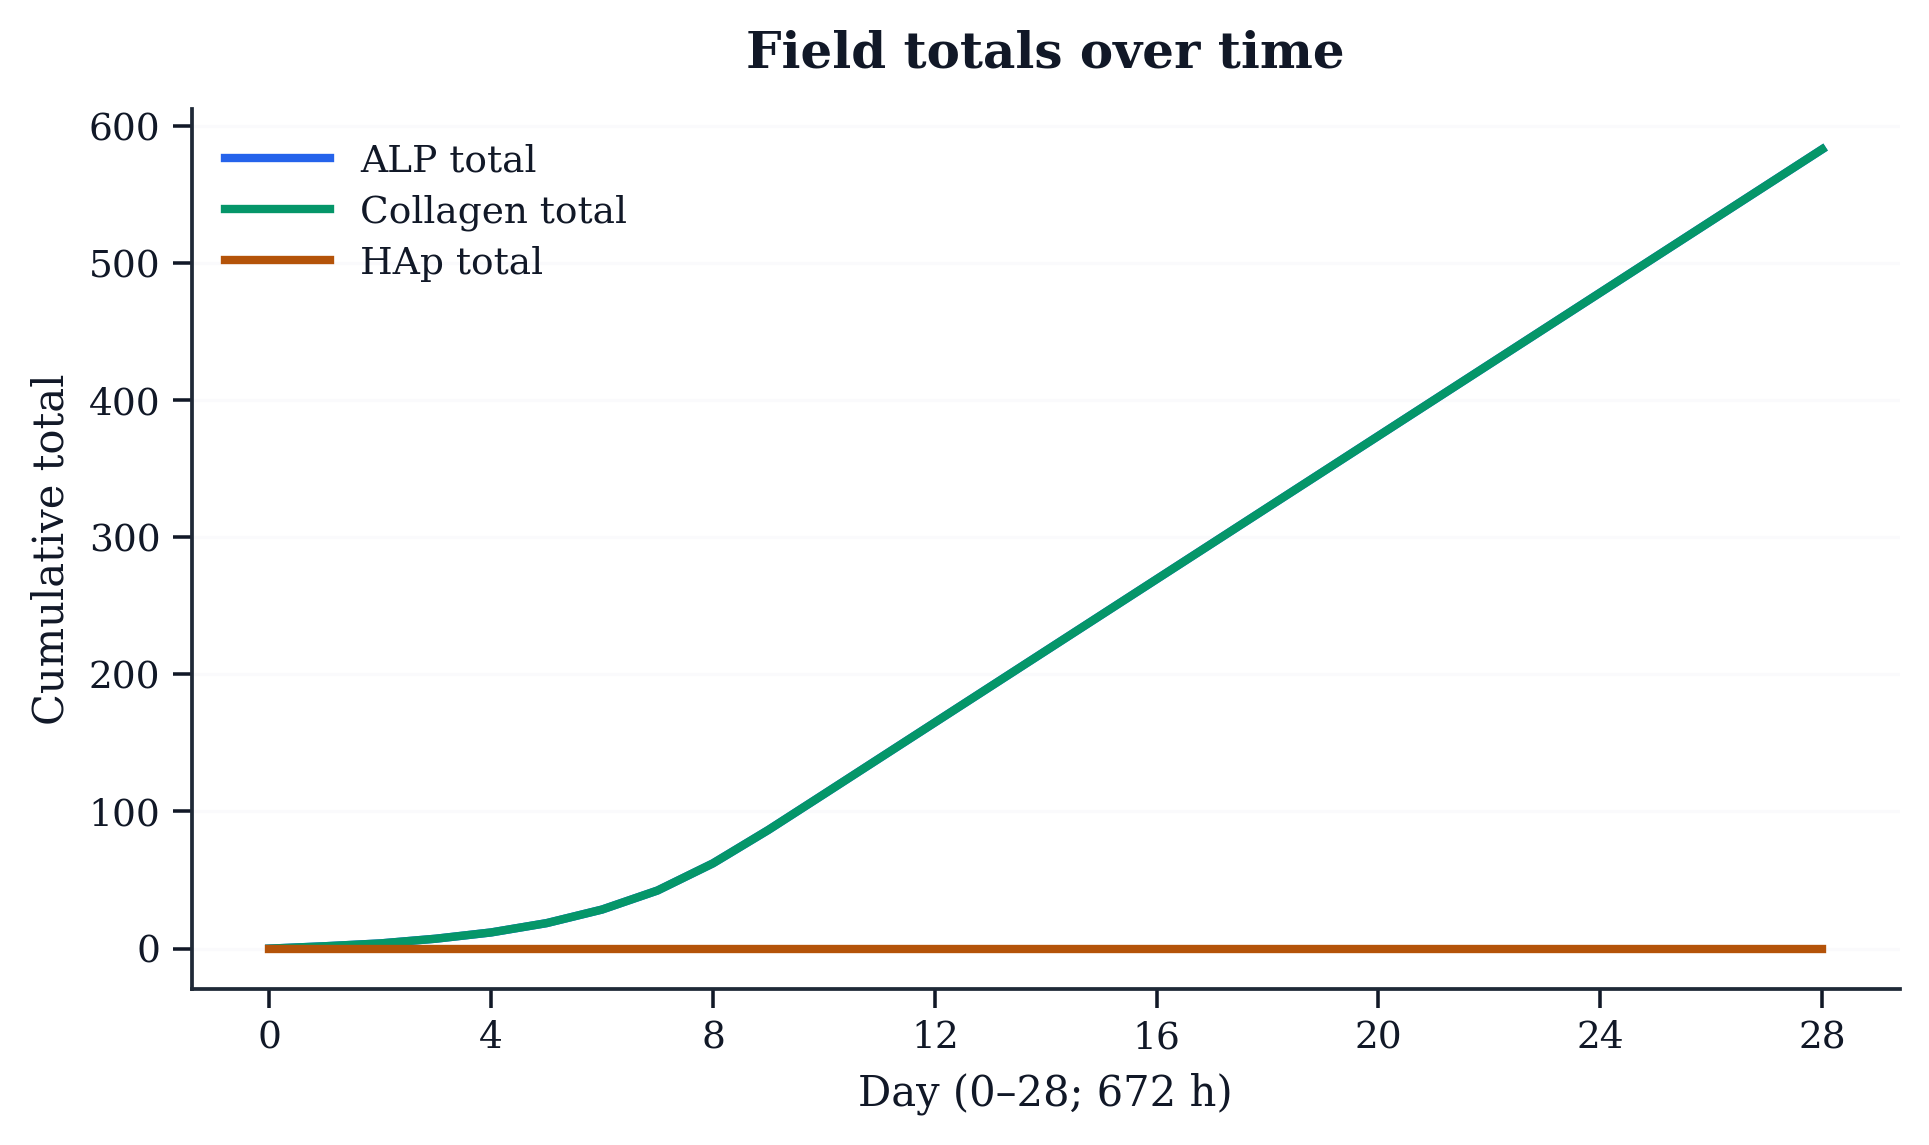 Field totals over time
600
500
400
300
200
100
0
Cumulative total
ALP total
Collagen total
HAp total
0 4 8 12 16 20 24 28
Day (0–28; 672 h)